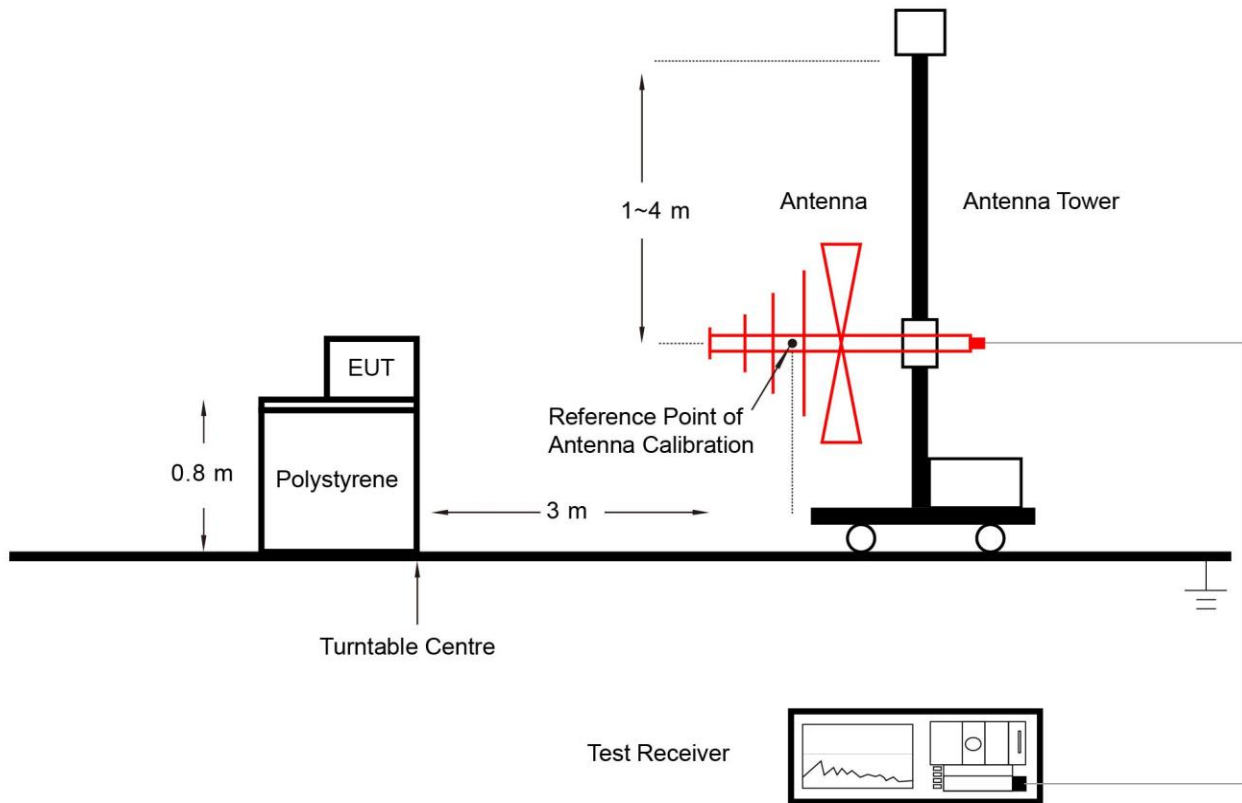 1~4 m
Antenna
Antenna Tower
EUT
Reference Point of
Antenna Calibration
0.8 m
Polystyrene
3 m
Turntable Centre
Test Receiver